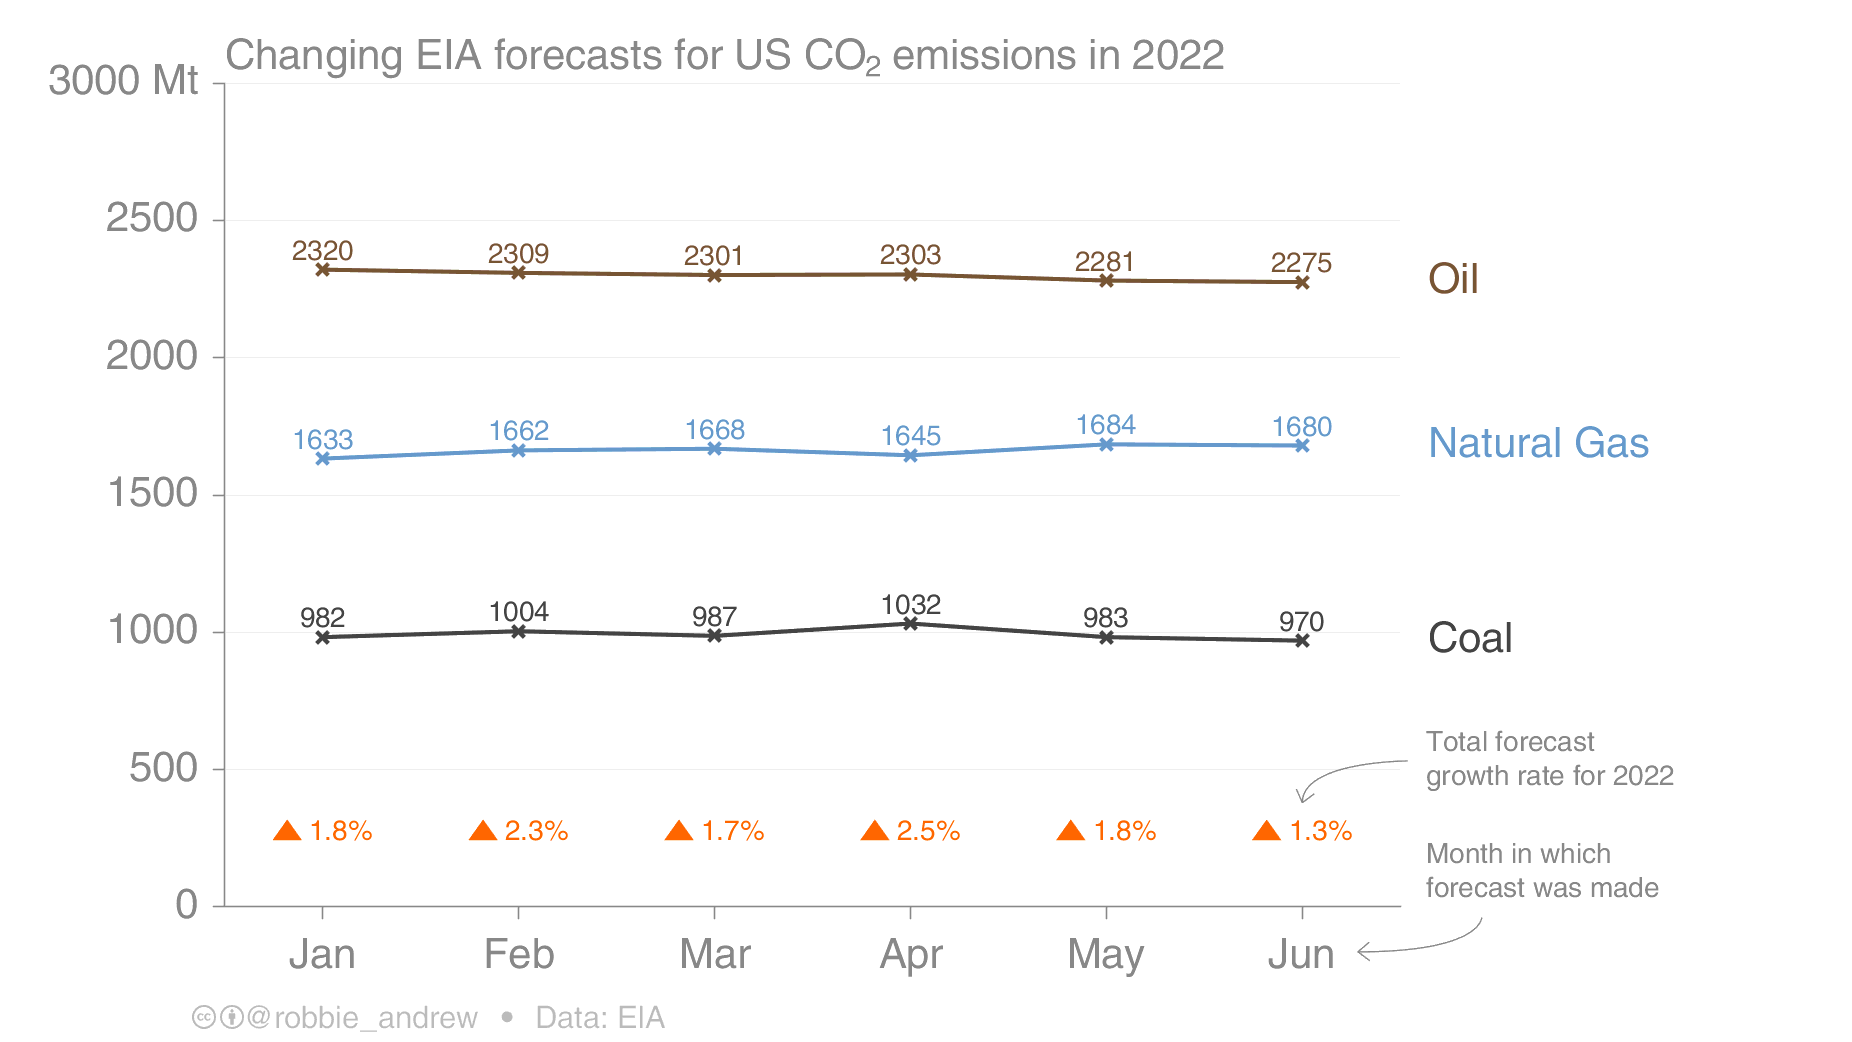 Changing EIA forecasts for US CO₂ emissions in 2022
3000 Mt
2500
2320 2309 2301 2303 2281 2275
Oil
2000
1633 1662 1668 1645 1684 1680
Natural Gas
1500
982 1004 987 1032 983 970
1000
Coal
Total forecast
growth rate for 2022
500
▲ 1.8% ▲ 2.3% ▲ 1.7% ▲ 2.5% ▲ 1.8% ▲ 1.3%
Month in which
forecast was made
0
Jan Feb Mar Apr May Jun
cc @robbie_andrew • Data: EIA